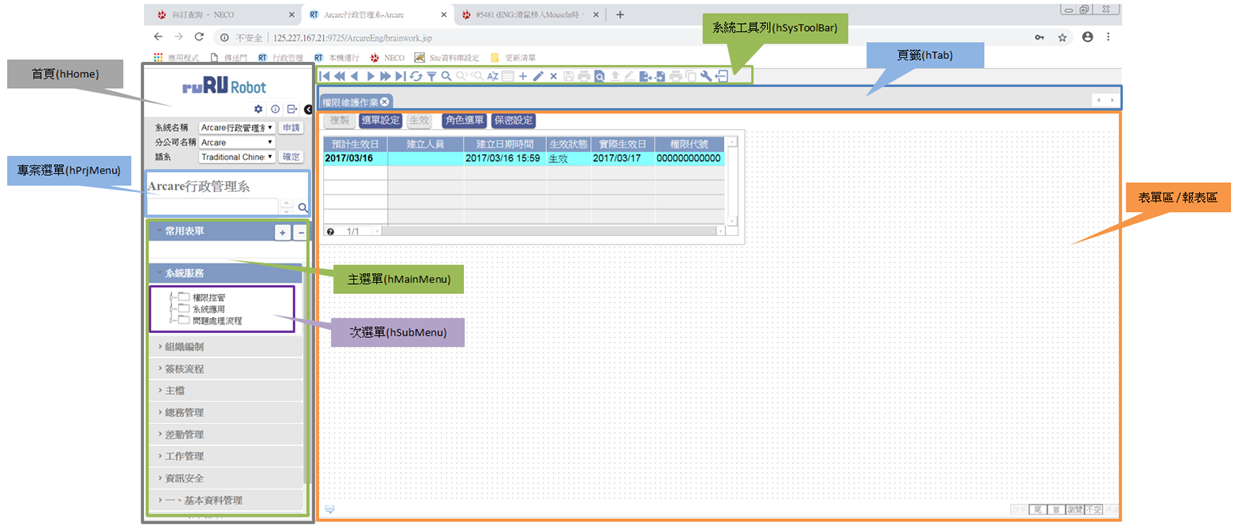 自訂查詢 - NECO
Arcare行政管理系-Arcare
#5481 (ENG:滑鼠移入MouseIn時,
不安全 | 125.227.167.21:9725/ArcareEng/brainwork.jsp
應用程式 傳送門 行政管理 本機運行 NECO Site資料庫設定 更新清單
系統工具列(hSysToolBar)
頁籤(hTab)
首頁(hHome)
ruRU Robot
權限維護作業
複製 選單設定 生效 角色選單 保密設定
系統名稱 Arcare行政管理系 申請
分公司名稱 Arcare
語系 Traditional Chine: 確定
預計生效日 建立人員 建立日期時間 生效狀態 實際生效日 權限代號
2017/03/16 2017/03/16 15:59 生效 2017/03/17 000000000000
1/1
專案選單(hPrjMenu)
Arcare行政管理系
表單區/報表區
常用表單
主選單(hMainMenu)
系統服務
權限控管
系統應用
問題處理流程
次選單(hSubMenu)
組織編制
簽核流程
主檔
總務管理
差勤管理
工作管理
資訊安全
一、基本資料管理
尾 首 瀏覽 不空